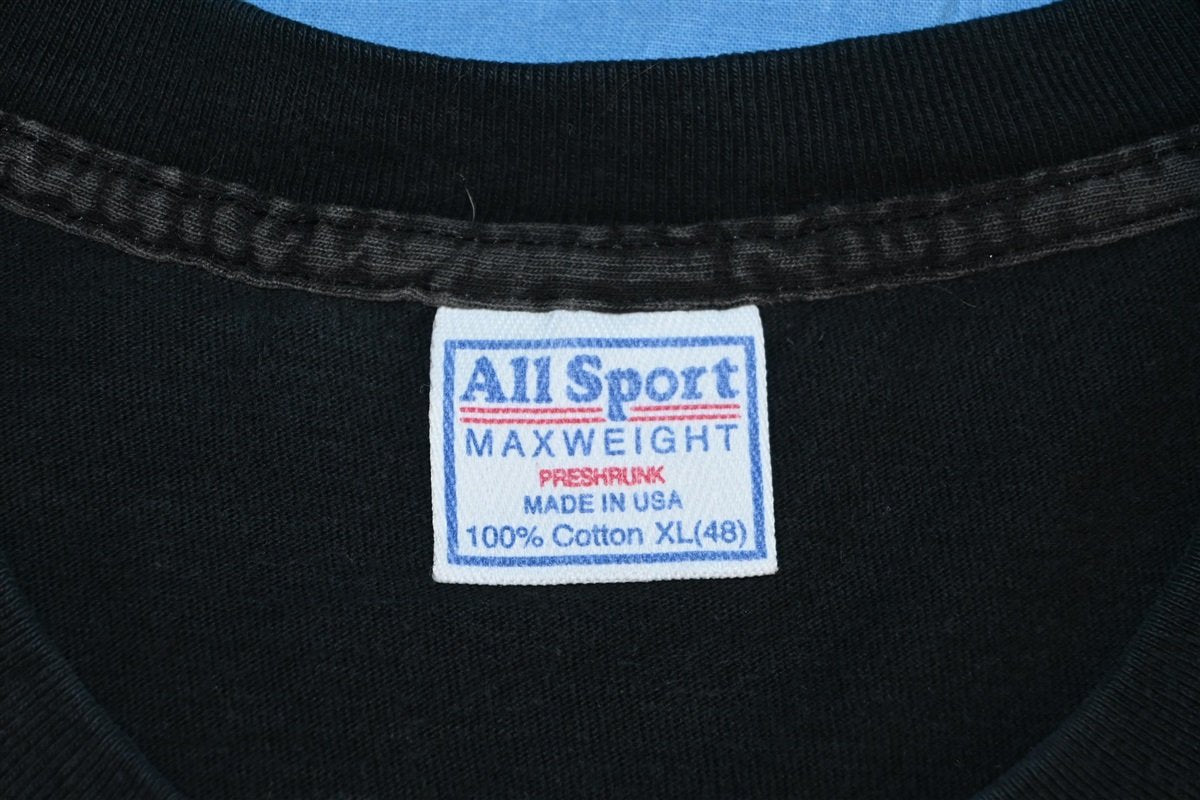 All Sport
MAXWEIGHT
PRESHRUNK
MADE IN USA
100% Cotton XL(48)